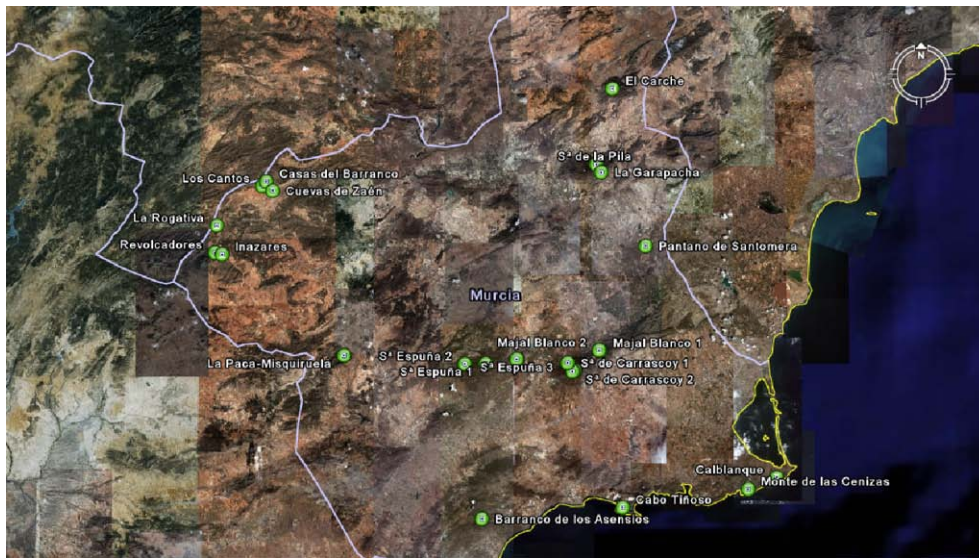 N
El Carche
Sª de la Pila
La Garapacha
Casas del Barranco
Los Cantos
Cuevas de Zaén
La Rogativa
Revolcadores
Inazares
Pantano de Santomera
Murcia
Majal Blanco 2
Majal Blanco 1
La Paca-Misquiruela
Sª Espuña 2
Sª Espuña 1
Sª Espuña 3
Sª de Carrascoy 1
Sª de Carrascoy 2
Calblanque
Monte de las Cenizas
Cabo Tiñoso
Barranco de los Asensios